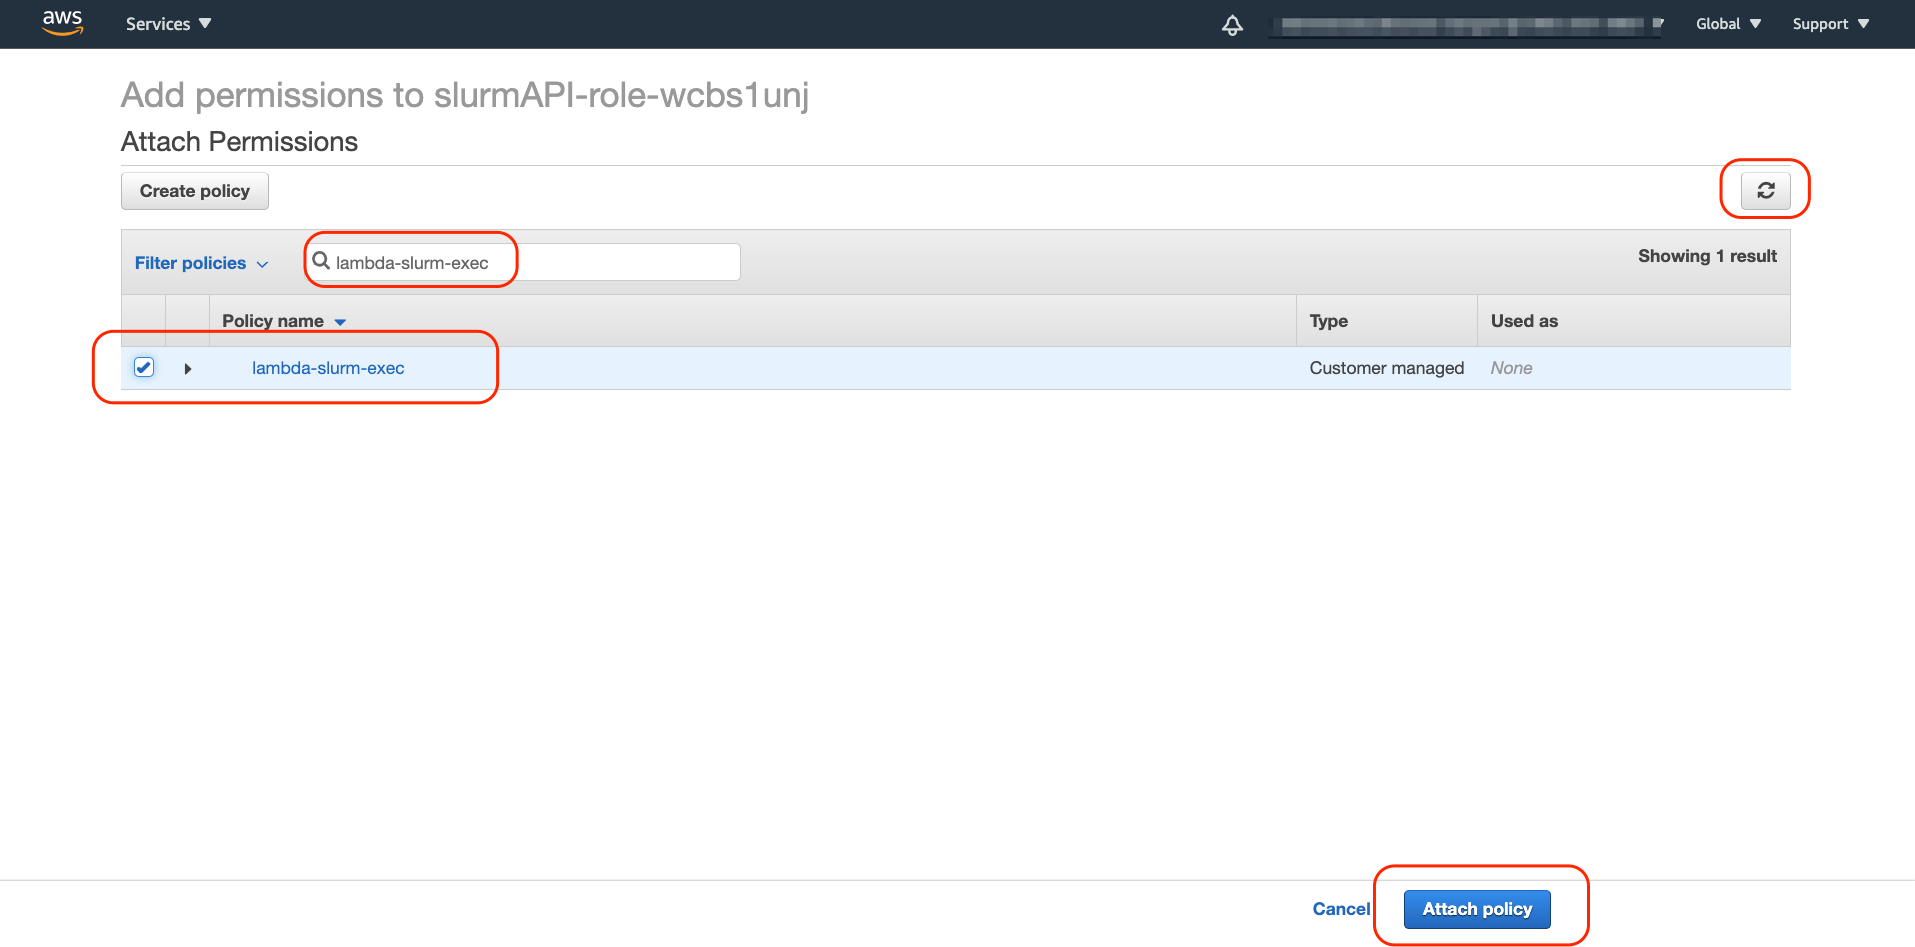 aws Services Global Support
Add permissions to slurmAPI-role-wcbs1unj
Attach Permissions
Create policy
Filter policies lambda-slurm-exec Showing 1 result
Policy name Type Used as
lambda-slurm-exec Customer managed None
Cancel Attach policy